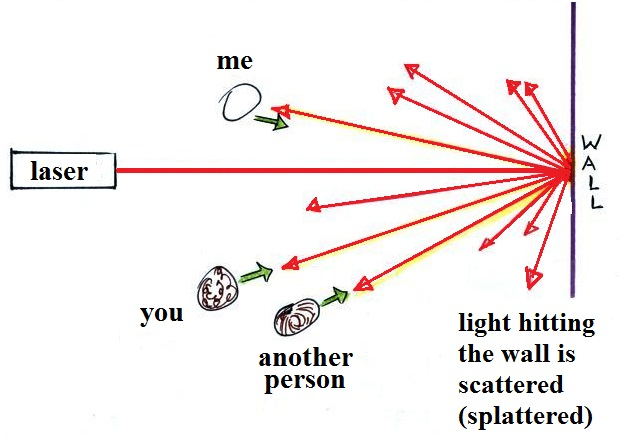 me
laser
WALL
you
another
person
light hitting
the wall is
scattered
(splattered)